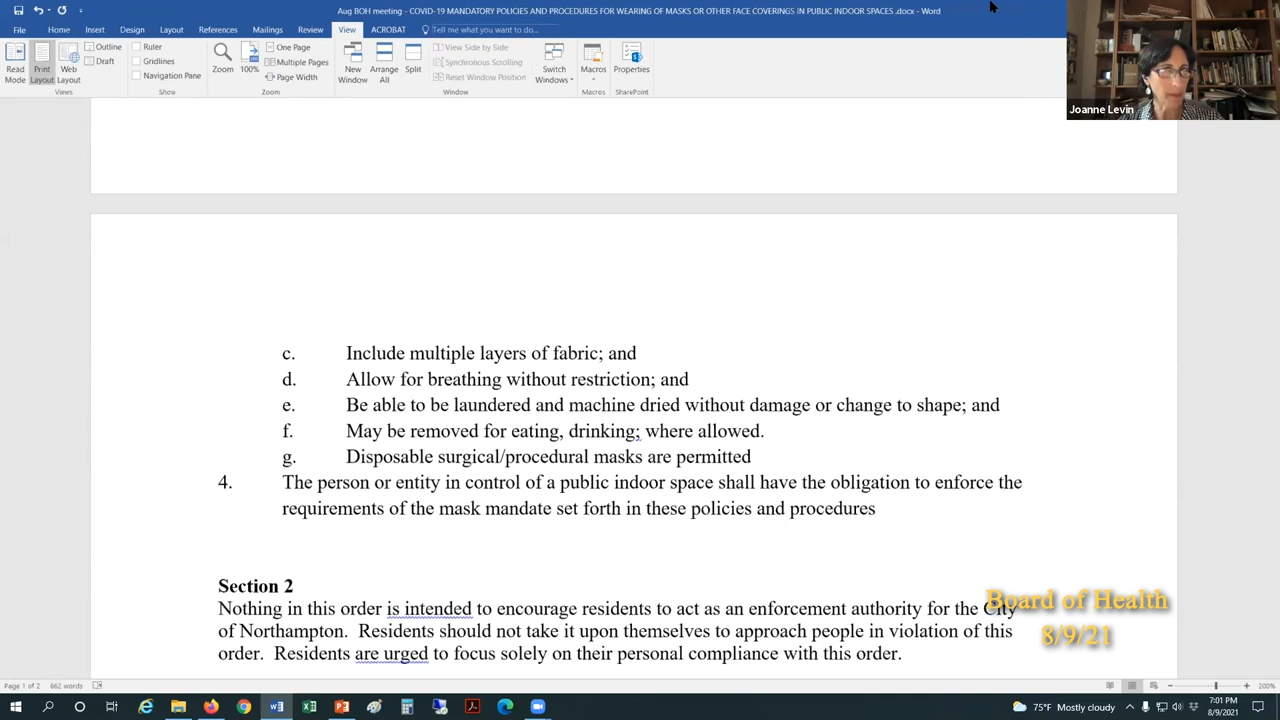 Aug BOH meeting - COVID-19 MANDATORY POLICIES AND PROCEDURES FOR WEARING OF MASKS OR OTHER FACE COVERINGS IN PUBLIC INDOOR SPACES .docx - Word
File Home Insert Design Layout References Mailings Review View ACROBAT Tell me what you want to do...
Read Mode
Print Layout
Web Layout
Outline
Draft
Views
Ruler
Gridlines
Navigation Pane
Show
Zoom
100%
One Page
Multiple Pages
Page Width
Zoom
New Window
Arrange All
Split
View Side by Side
Synchronous Scrolling
Reset Window Position
Window
Switch Windows
Macros
Macros
Properties
SharePoint
Joanne Levin
c. Include multiple layers of fabric; and
d. Allow for breathing without restriction; and
e. Be able to be laundered and machine dried without damage or change to shape; and
f. May be removed for eating, drinking; where allowed.
g. Disposable surgical/procedural masks are permitted
4. The person or entity in control of a public indoor space shall have the obligation to enforce the
requirements of the mask mandate set forth in these policies and procedures
Section 2
Nothing in this order is intended to encourage residents to act as an enforcement authority for the City
of Northampton. Residents should not take it upon themselves to approach people in violation of this
order. Residents are urged to focus solely on their personal compliance with this order.
Board of Health
8/9/21
Page 1 of 2 662 words
200%
75°F Mostly cloudy
7:01 PM
8/9/2021